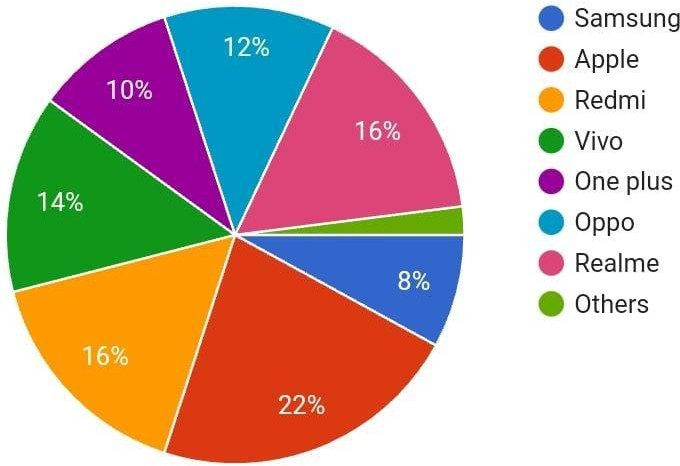 12%
10%
16%
14%
8%
16%
22%
Samsung
Apple
Redmi
Vivo
One plus
Oppo
Realme
Others